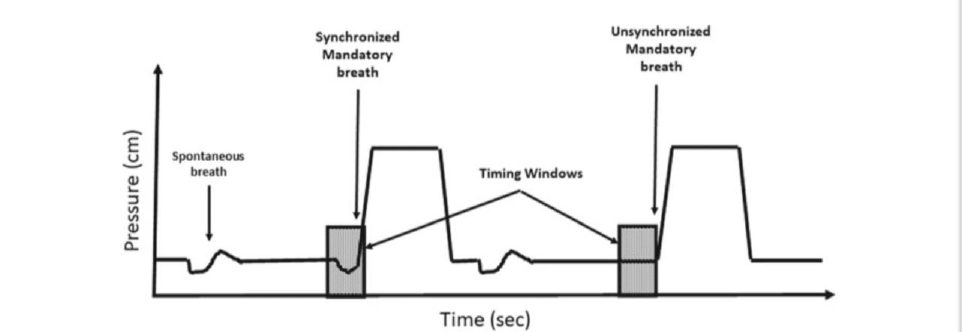 Synchronized
Mandatory
breath
Unsynchronized
Mandatory
breath
Spontaneous
breath
Timing Windows
Pressure (cm)
Time (sec)